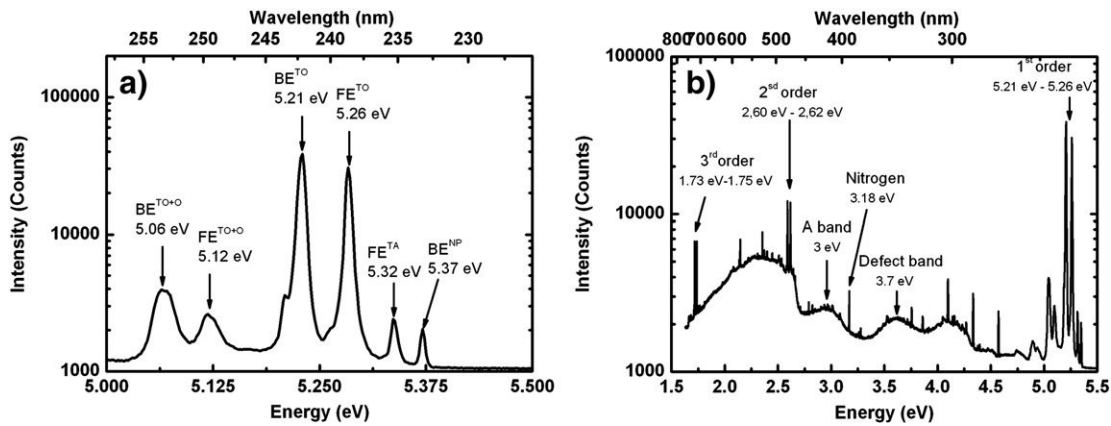 Wavelength (nm)
255 250 245 240 235 230
a)
BE^TO
5.21 eV
FE^TO
5.26 eV
BE^TO+O
5.06 eV
FE^TO+O
5.12 eV
FE^TA
5.32 eV
BE^NP
5.37 eV
100000
10000
1000
Intensity (Counts)
5.000 5.125 5.250 5.375 5.500
Energy (eV)
Wavelength (nm)
800 700 600 500 400 300
b)
1^st order
5.21 eV - 5.26 eV
2^sd order
2,60 eV - 2,62 eV
3^rd order
1.73 eV-1.75 eV
Nitrogen
3.18 eV
A band
3 eV
Defect band
3.7 eV
100000
10000
1000
Intensity (Counts)
1.5 2.0 2.5 3.0 3.5 4.0 4.5 5.0 5.5
Energy (eV)